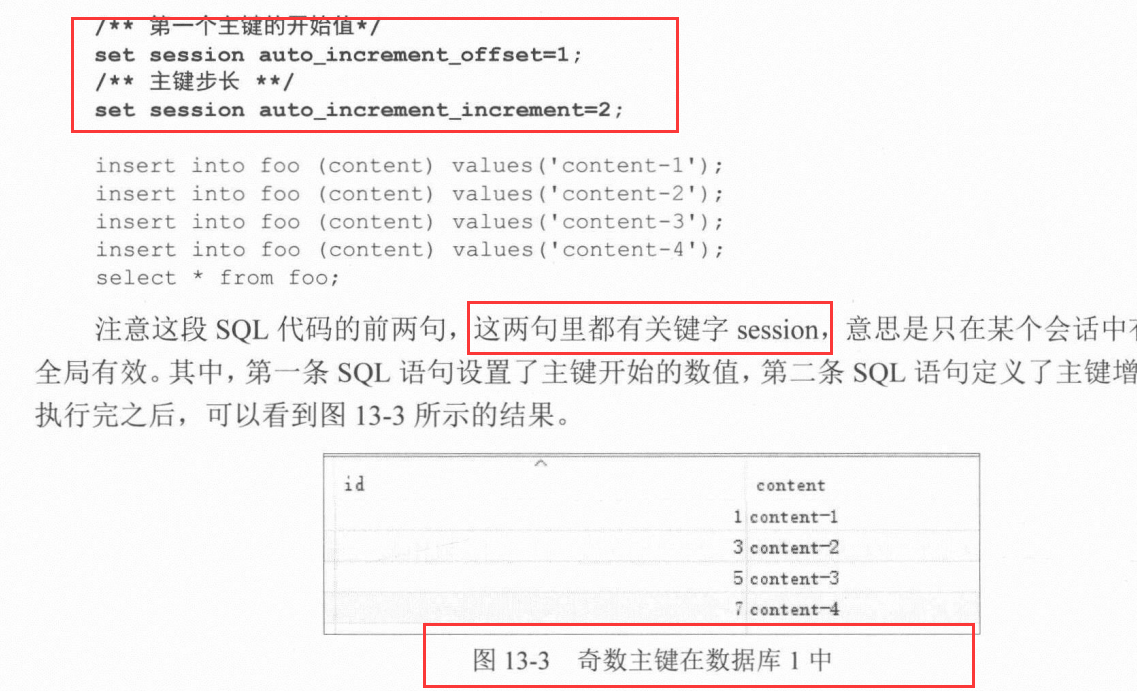 /** 第一个主键的开始值*/
set session auto_increment_offset=1;
/** 主键步长 **/
set session auto_increment_increment=2;
insert into foo (content) values('content-1');
insert into foo (content) values('content-2');
insert into foo (content) values('content-3');
insert into foo (content) values('content-4');
select * from foo;
注意这段 SQL 代码的前两句，这两句里都有关键字 session，意思是只在某个会话中
全局有效。其中，第一条 SQL 语句设置了主键开始的数值，第二条 SQL 语句定义了主键增
执行完之后，可以看到图 13-3 所示的结果。
id content
1 content-1
3 content-2
5 content-3
7 content-4
图 13-3 奇数主键在数据库 1 中